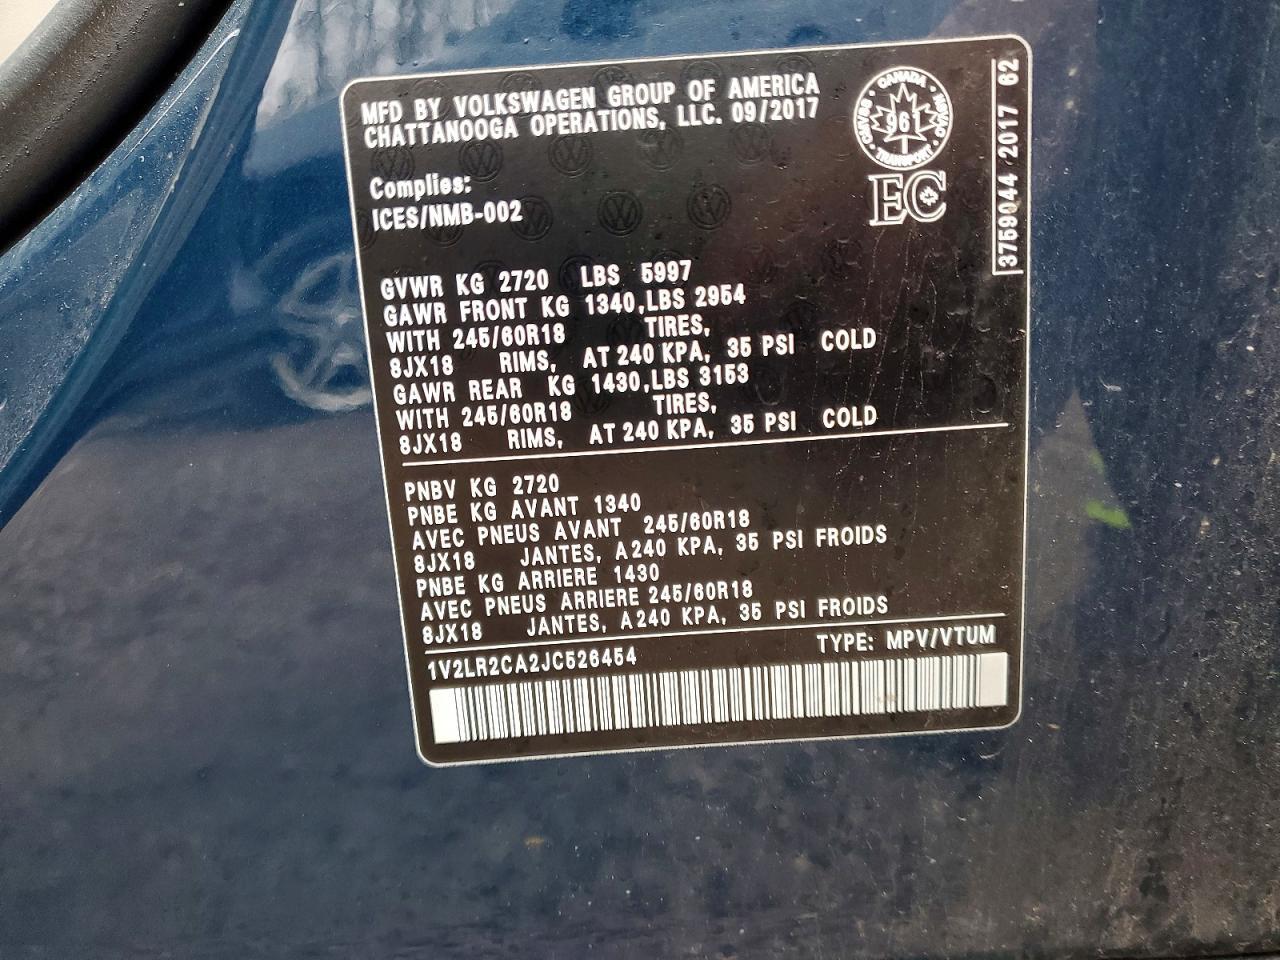 MFD BY VOLKSWAGEN GROUP OF AMERICA
CHATTANOOGA OPERATIONS, LLC. 09/2017
CANADA
CMVSS NSVAC
96
TRANSPORT
EC
3759044 2017 62
Complies:
ICES/NMB-002
GVWR KG 2720 LBS 5997
GAWR FRONT KG 1340,LBS 2954
WITH 245/60R18 TIRES,
8JX18 RIMS, AT 240 KPA, 35 PSI COLD
GAWR REAR KG 1430,LBS 3153
WITH 245/60R18 TIRES,
8JX18 RIMS, AT 240 KPA, 35 PSI COLD
PNBV KG 2720
PNBE KG AVANT 1340
AVEC PNEUS AVANT 245/60R18
8JX18 JANTES, A 240 KPA, 35 PSI FROIDS
PNBE KG ARRIERE 1430
AVEC PNEUS ARRIERE 245/60R18
8JX18 JANTES, A 240 KPA, 35 PSI FROIDS
1V2LR2CA2JC526454 TYPE: MPV/VTUM